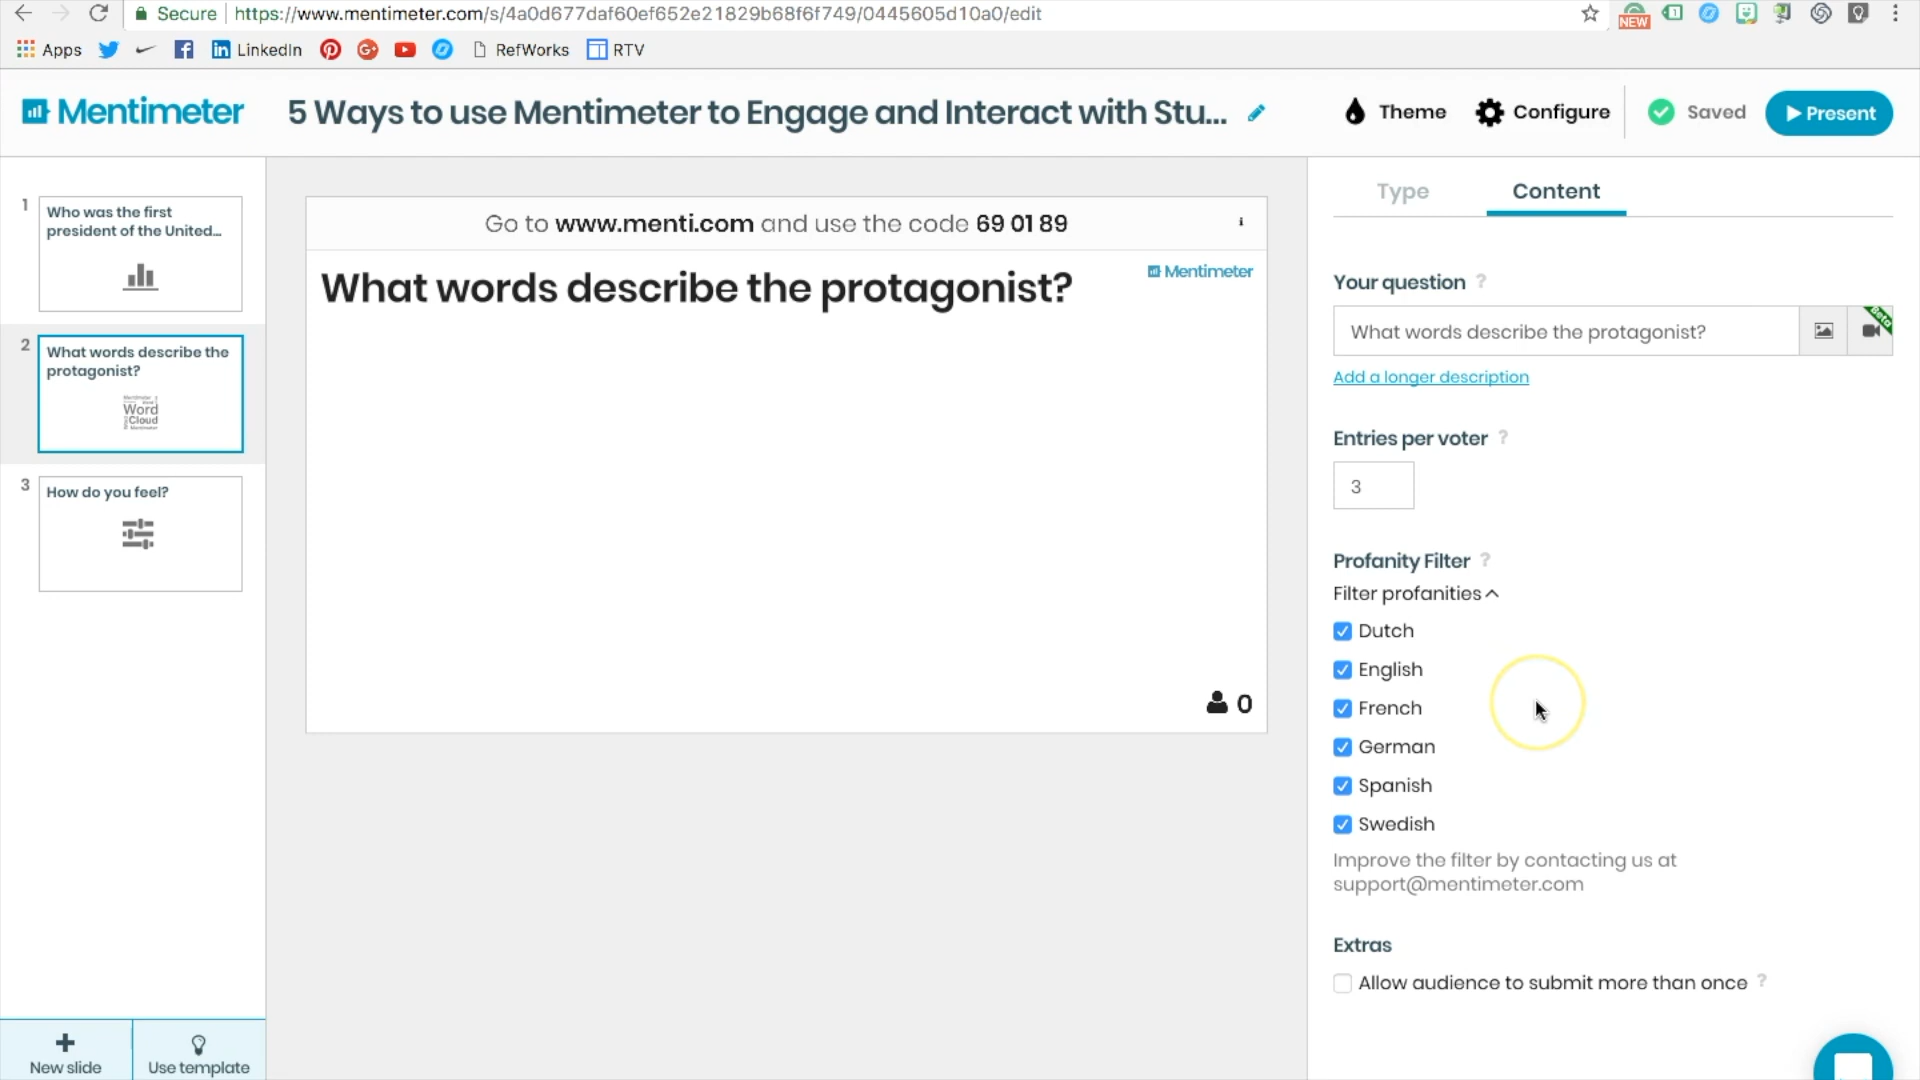 Secure https://www.mentimeter.com/s/4a0d677daf60ef652e21829b68f6f749/0445605d10a0/edit
NEW
Apps LinkedIn RefWorks RTV
Mentimeter 5 Ways to use Mentimeter to Engage and Interact with Stu... Theme Configure Saved Present
1 Who was the first
president of the United...
2 What words describe the
protagonist?
Word
Cloud
Mentimeter
3 How do you feel?
New slide
Use template
Go to www.menti.com and use the code 69 01 89
What words describe the protagonist?
Mentimeter
0
Type Content
Your question ?
What words describe the protagonist?
Beta
Add a longer description
Entries per voter ?
3
Profanity Filter ?
Filter profanities
Dutch
English
French
German
Spanish
Swedish
Improve the filter by contacting us at
support@mentimeter.com
Extras
Allow audience to submit more than once ?